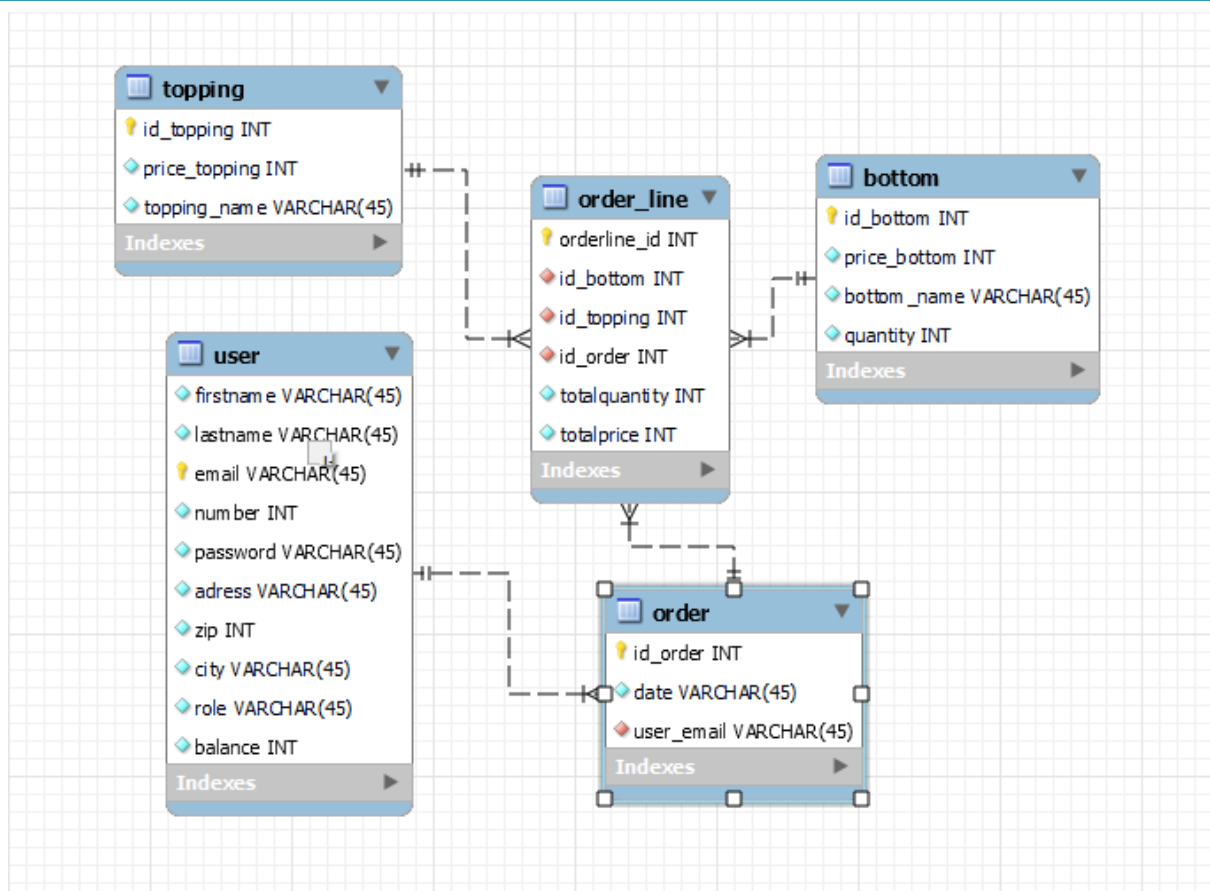 topping
id_topping INT
price_topping INT
topping_name VARCHAR(45)
Indexes
order_line
orderline_id INT
id_bottom INT
id_topping INT
id_order INT
totalquantity INT
totalprice INT
Indexes
bottom
id_bottom INT
price_bottom INT
bottom_name VARCHAR(45)
quantity INT
Indexes
user
firstname VARCHAR(45)
lastname VARCHAR(45)
email VARCHAR(45)
number INT
password VARCHAR(45)
adress VARCHAR(45)
zip INT
city VARCHAR(45)
role VARCHAR(45)
balance INT
Indexes
order
id_order INT
date VARCHAR(45)
user_email VARCHAR(45)
Indexes